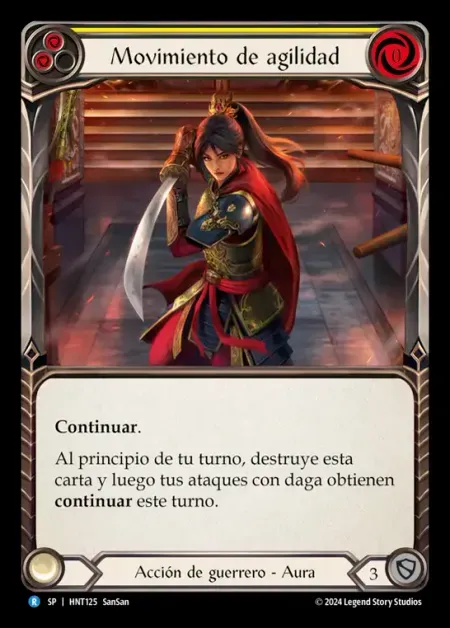 Movimiento de agilidad
0
Continuar.
Al principio de tu turno, destruye esta
carta y luego tus ataques con daga obtienen
continuar este turno.
Acción de guerrero - Aura
3
R SP | HNT125 SanSan
© 2024 Legend Story Studios